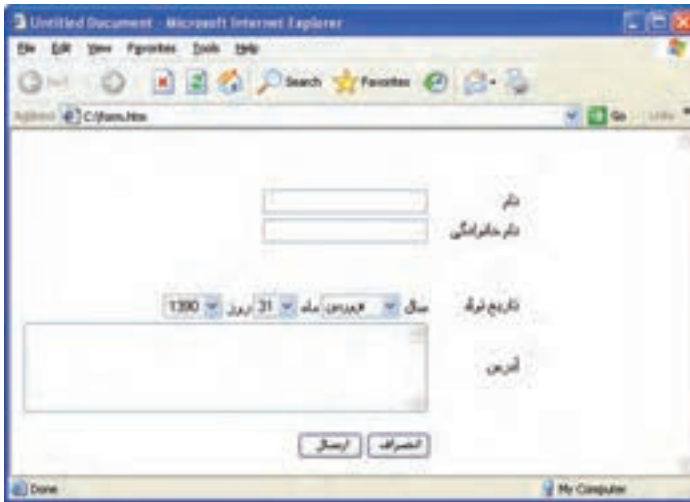 Untitled Document - Microsoft Internet Explorer
File Edit View Favorites Tools Help
Search Favorites
Address C:\form.htm Go Links
نام
نام خانوادگی
تاریخ تولد سال فروردین ماه 31 روز 1390
آدرس
انصراف ارسال
Done My Computer